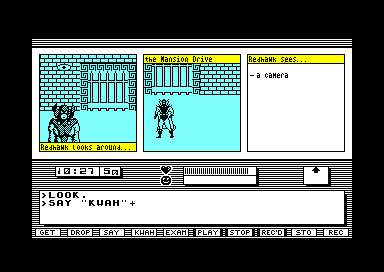 the Mansion Drive
Redhawk sees...
- a camera
Redhawk looks around...
10:27 50
>LOOK.
>SAY "KWAH"+
GET DROP SAY KWAH EXAM PLAY STOP REC'D STO REC